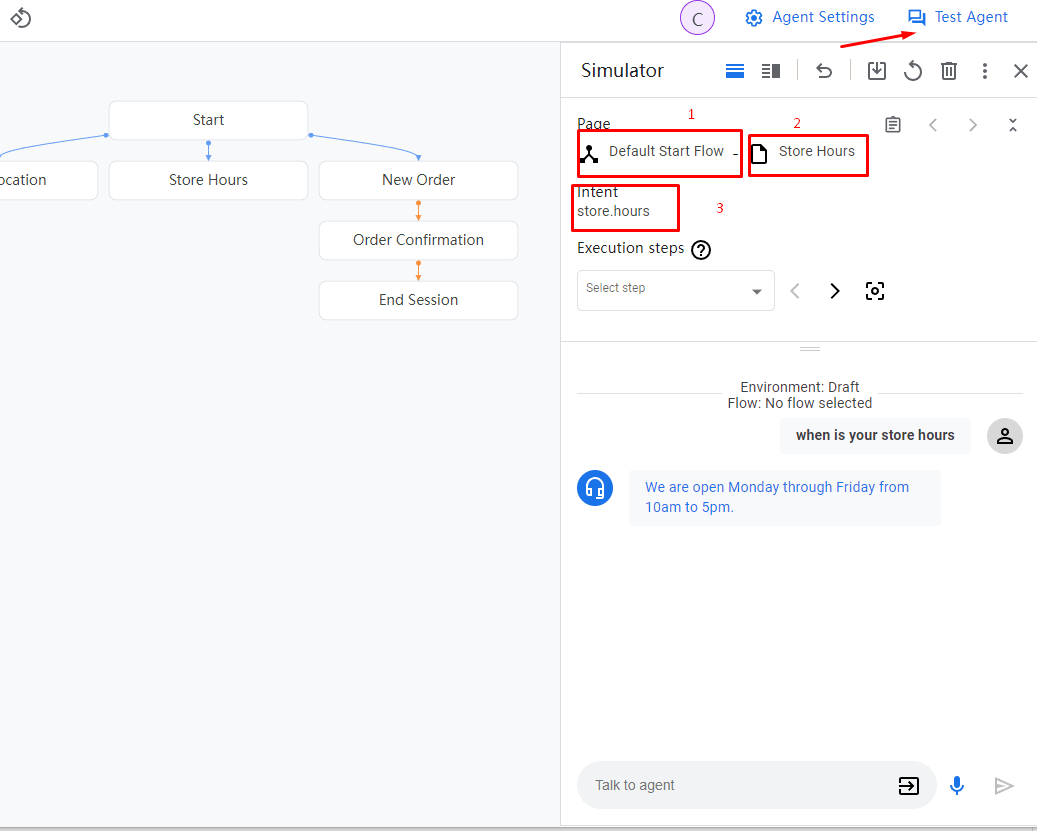 C
Agent Settings
Test Agent
Start
ocation
Store Hours
New Order
Order Confirmation
End Session
Simulator
Page
1
2
Default Start Flow -
Store Hours
Intent
store.hours
3
Execution steps
Select step
Environment: Draft
Flow: No flow selected
when is your store hours
We are open Monday through Friday from
10am to 5pm.
Talk to agent